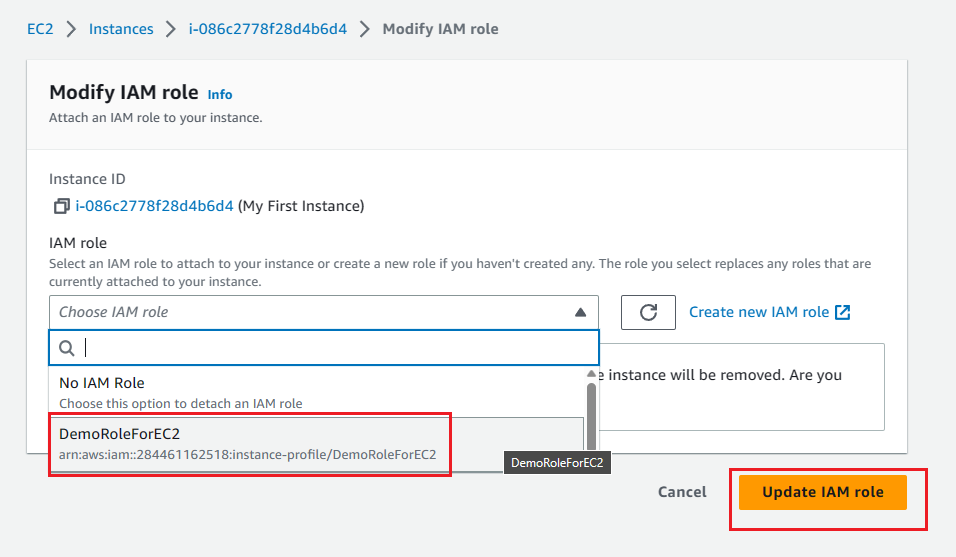 EC2 Instances i-086c2778f28d4b6d4 Modify IAM role
Modify IAM role Info
Attach an IAM role to your instance.
Instance ID
i-086c2778f28d4b6d4 (My First Instance)
IAM role
Select an IAM role to attach to your instance or create a new role if you haven't created any. The role you select replaces any roles that are
currently attached to your instance.
Choose IAM role
Create new IAM role
No IAM Role
Choose this option to detach an IAM role
instance will be removed. Are you
DemoRoleForEC2
arn:aws:iam::284461162518:instance-profile/DemoRoleForEC2
DemoRoleForEC2
Cancel
Update IAM role